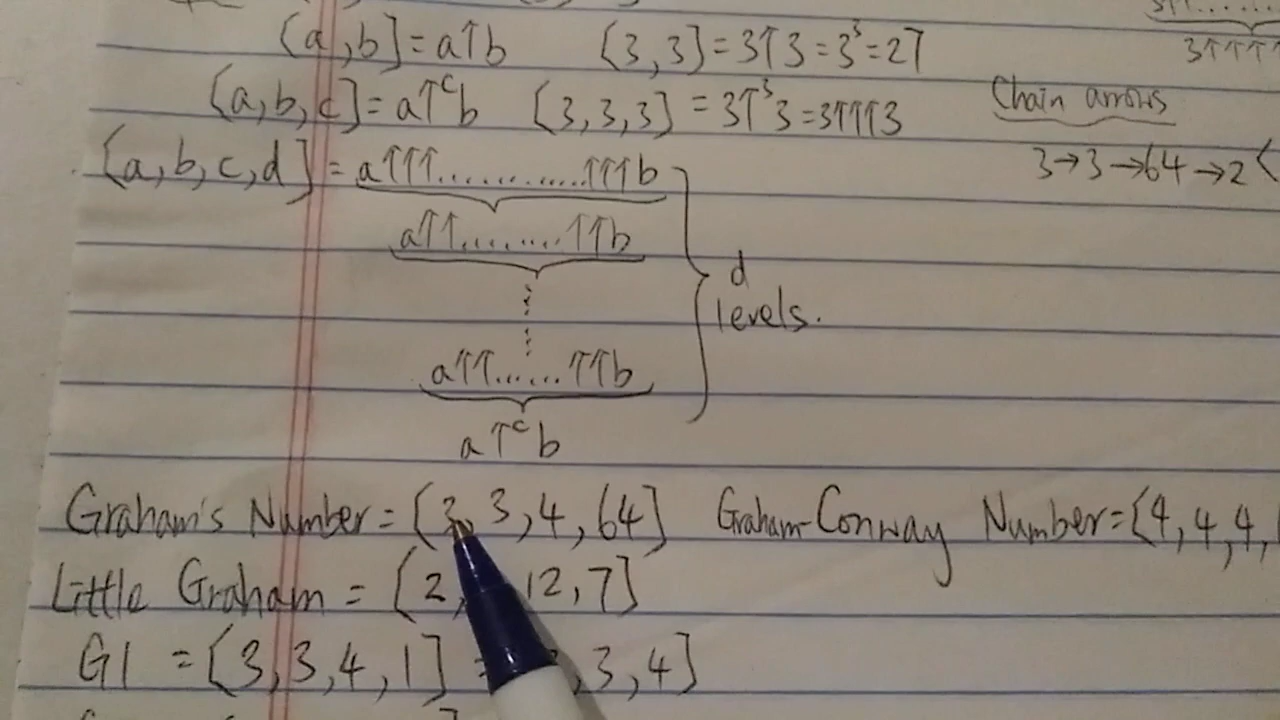 [a,b] = a↑b [3,3] = 3↑3 = 3³ = 27
3↑↑↑↑
[a,b,c] = a↑ᶜb [3,3,3] = 3↑³3 = 3↑↑↑3
Chain arrows
3→3→64→2 <
[a,b,c,d] = a↑↑↑.............↑↑↑b
a↑↑.........↑↑b
d
levels.
a↑↑......↑↑b
a↑ᶜb
Graham's Number = [3,3,4,64] Graham-Conway Number = [4,4,4,
Little Graham = [2, 12,7]
G1 = [3,3,4,1] = ,3,4]